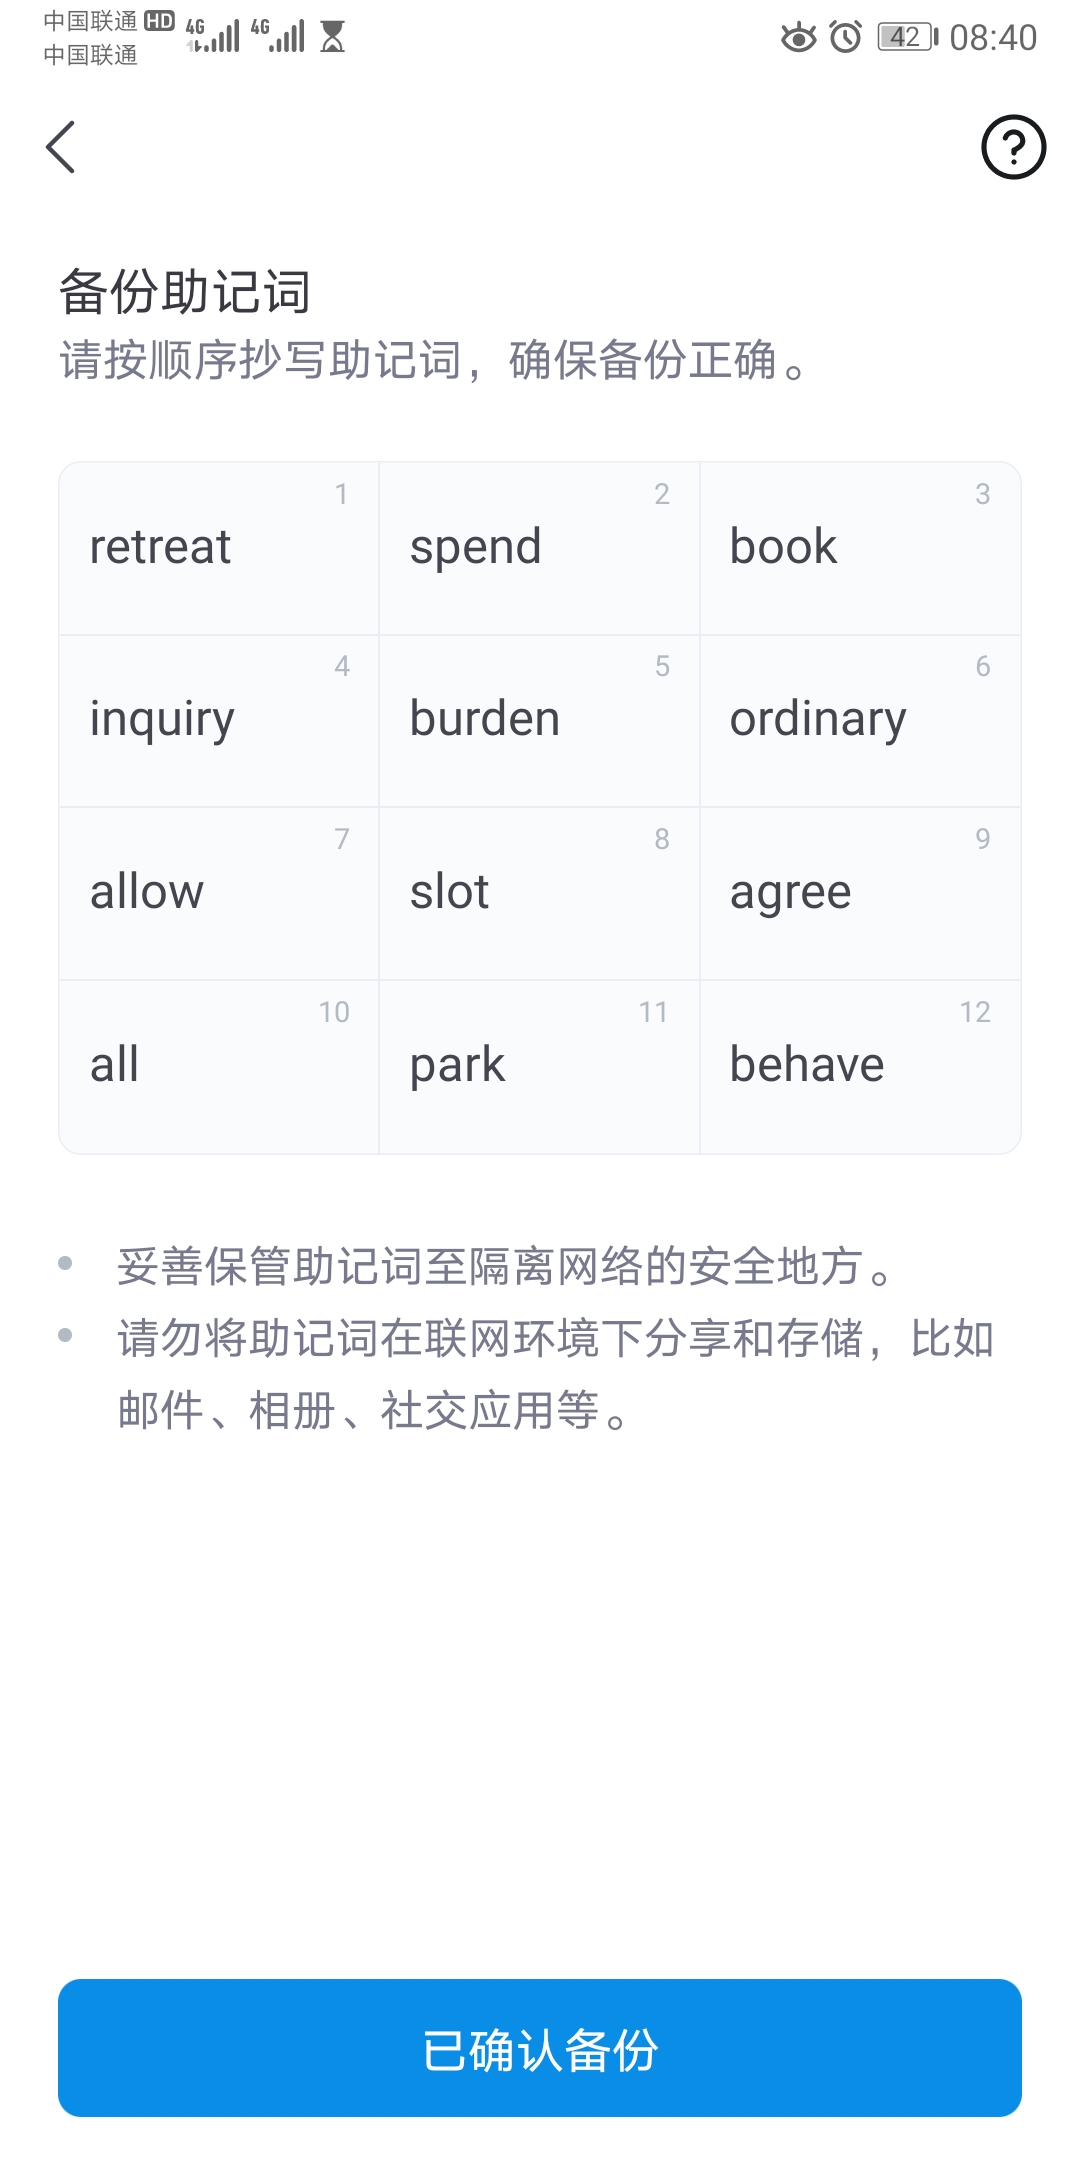 中国联通 HD 4G 4G 42 08:40
中国联通
备份助记词
请按顺序抄写助记词，确保备份正确。
1 2 3
retreat spend book
4 5 6
inquiry burden ordinary
7 8 9
allow slot agree
10 11 12
all park behave
妥善保管助记词至隔离网络的安全地方。
请勿将助记词在联网环境下分享和存储，比如
邮件、相册、社交应用等。
已确认备份